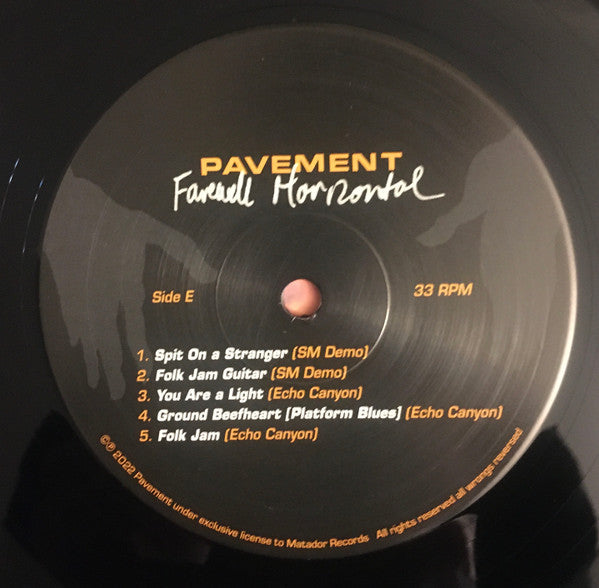 PAVEMENT
Farewell Horizontal
Side E
33 RPM
1. Spit On a Stranger (SM Demo)
2. Folk Jam Guitar (SM Demo)
3. You Are a Light (Echo Canyon)
4. Ground Beefheart [Platform Blues] (Echo Canyon)
5. Folk Jam (Echo Canyon)
©℗ 2022 Pavement under exclusive license to Matador Records All rights reserved all wrongs reversed